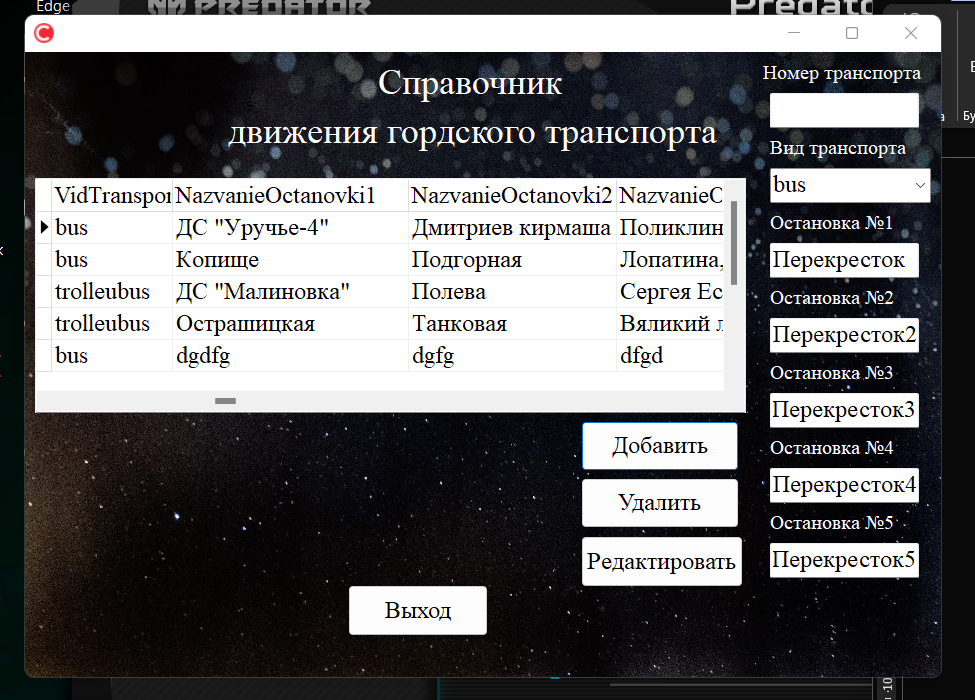 Edge
PREDATOR
Predato
Справочник
движения гордского транспорта
VidTranspor NazvanieOctanovki1 NazvanieOctanovki2 NazvanieC
bus ДС "Уручье-4" Дмитриев кирмаша Поликлин
bus Копище Подгорная Лопатина,
trolleubus ДС "Малиновка" Полева Сергея Ес
trolleubus Острашицкая Танковая Вяликий л
bus dgdfg dgfg dfgd
Добавить
Удалить
Редактировать
Выход
Номер транспорта
Вид транспорта
bus
Остановка №1
Перекресток
Остановка №2
Перекресток2
Остановка №3
Перекресток3
Остановка №4
Перекресток4
Остановка №5
Перекресток5